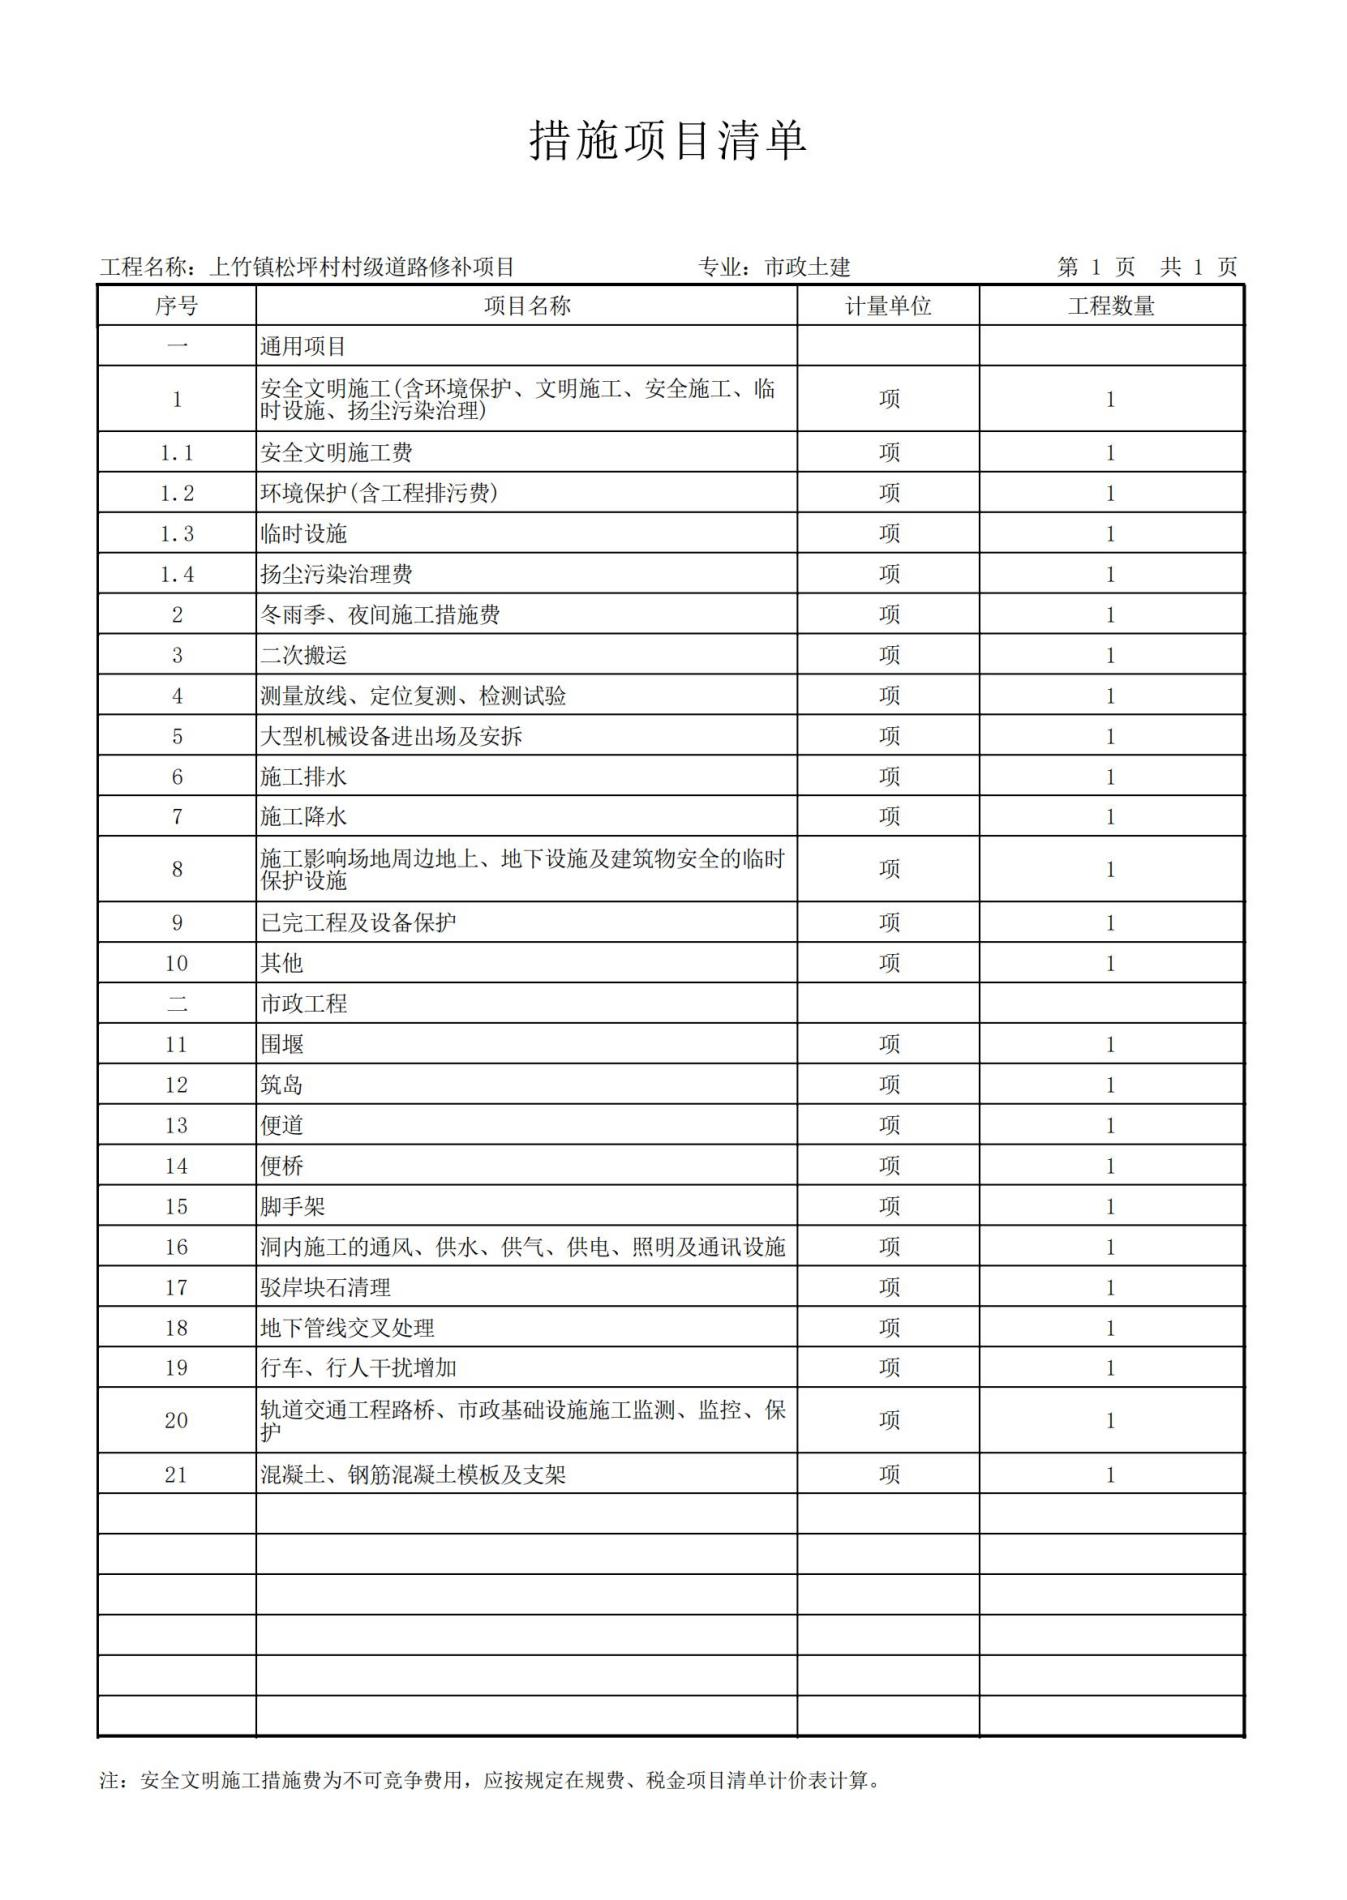 措施项目清单
工程名称：上竹镇松坪村村级道路修补项目 专业：市政土建 第 1 页 共 1 页
序号 项目名称 计量单位 工程数量
一 通用项目
1 安全文明施工(含环境保护、文明施工、安全施工、临
时设施、扬尘污染治理) 项 1
1.1 安全文明施工费 项 1
1.2 环境保护(含工程排污费) 项 1
1.3 临时设施 项 1
1.4 扬尘污染治理费 项 1
2 冬雨季、夜间施工措施费 项 1
3 二次搬运 项 1
4 测量放线、定位复测、检测试验 项 1
5 大型机械设备进出场及安拆 项 1
6 施工排水 项 1
7 施工降水 项 1
8 施工影响场地周边地上、地下设施及建筑物安全的临时
保护设施 项 1
9 已完工程及设备保护 项 1
10 其他 项 1
二 市政工程
11 围堰 项 1
12 筑岛 项 1
13 便道 项 1
14 便桥 项 1
15 脚手架 项 1
16 洞内施工的通风、供水、供气、供电、照明及通讯设施 项 1
17 驳岸块石清理 项 1
18 地下管线交叉处理 项 1
19 行车、行人干扰增加 项 1
20 轨道交通工程路桥、市政基础设施施工监测、监控、保
护 项 1
21 混凝土、钢筋混凝土模板及支架 项 1
注：安全文明施工措施费为不可竞争费用，应按规定在规费、税金项目清单计价表计算。